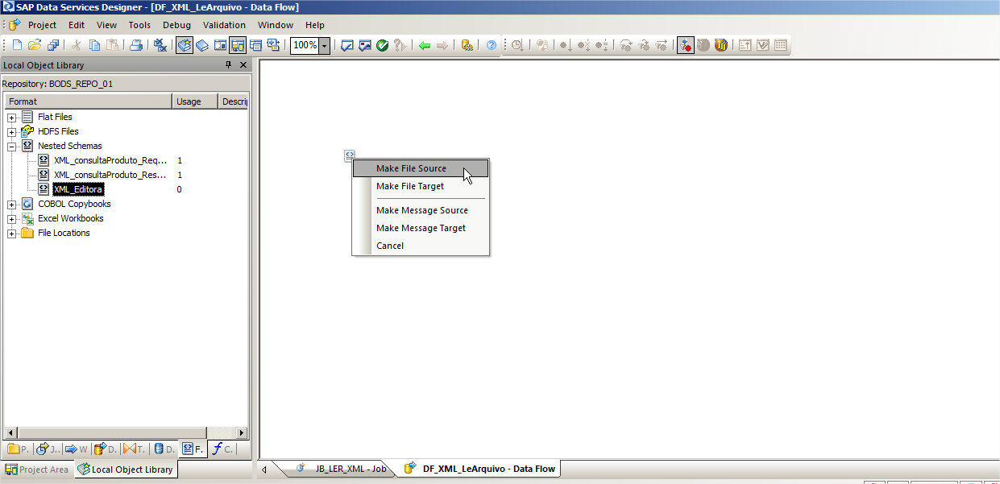 SAP Data Services Designer - [DF_XML_LeArquivo - Data Flow]
Project Edit View Tools Debug Validation Window Help
100%
Local Object Library
Repository: BODS_REPO_01
Format Usage Descrip
Flat Files
HDFS Files
Nested Schemas
XML_consultaProduto_Req... 1
XML_consultaProduto_Res... 1
XML_Editora 0
COBOL Copybooks
Excel Workbooks
File Locations
Make File Source
Make File Target
Make Message Source
Make Message Target
Cancel
P. J.. W D. T. D. F. C.
Project Area Local Object Library
JB_LER_XML - Job DF_XML_LeArquivo - Data Flow